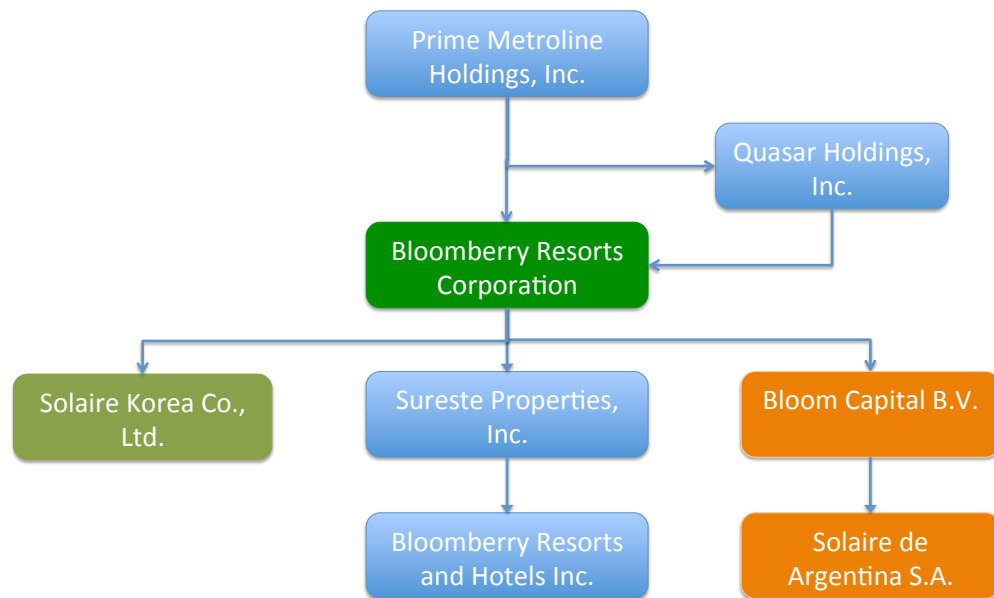 Prime Metroline
Holdings, Inc.
Quasar Holdings,
Inc.
Bloomberry Resorts
Corporation
Solaire Korea Co.,
Ltd.
Sureste Properties,
Inc.
Bloom Capital B.V.
Bloomberry Resorts
and Hotels Inc.
Solaire de
Argentina S.A.